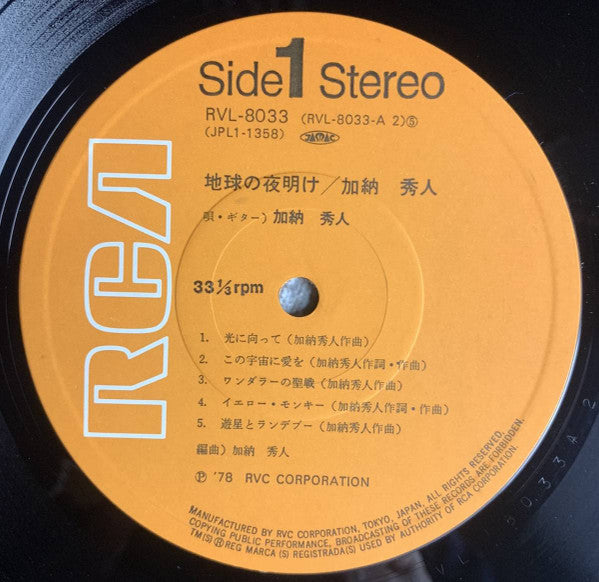 Side 1 Stereo
RVL-8033 (RVL-8033-A 2)⑤
(JPL1-1358) JASRAC
RCA
地球の夜明け／加納 秀人
唄・ギター) 加納 秀人
33⅓rpm
1. 光に向って (加納秀人作曲)
2. この宇宙に愛を (加納秀人作詞・作曲)
3. ワンダラーの聖戦 (加納秀人作曲)
4. イエロー・モンキー (加納秀人作詞・作曲)
5. 遊星とランデブー (加納秀人作曲)
編曲) 加納 秀人
Ⓟ '78 RVC CORPORATION
MANUFACTURED BY RVC CORPORATION, TOKYO, JAPAN, ALL RIGHTS RESERVED,
COPYING PUBLIC PERFORMANCE, BROADCASTING OF THESE RECORDS ARE FORBIDDEN.
TM(S) ® REG MARCA (S) REGISTRADA(S) USED BY AUTHORITY OF RCA CORPORATION.